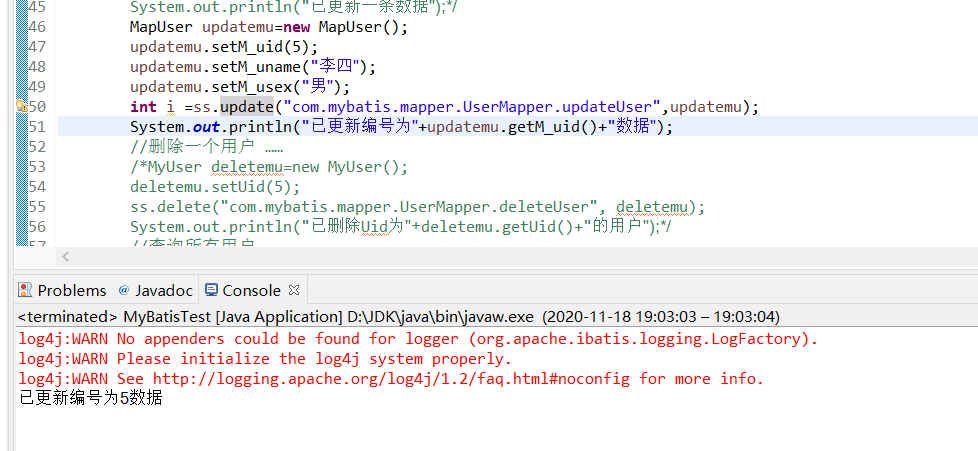 45 System.out.println("已更新一条数据");*/
46 MapUser updatemu=new MapUser();
47 updatemu.setM_uid(5);
48 updatemu.setM_uname("李四");
49 updatemu.setM_usex("男");
50 int i =ss.update("com.mybatis.mapper.UserMapper.updateUser",updatemu);
51 System.out.println("已更新编号为"+updatemu.getM_uid()+"数据");
52 //删除一个用户 ……
53 /*MyUser deletemu=new MyUser();
54 deletemu.setUid(5);
55 ss.delete("com.mybatis.mapper.UserMapper.deleteUser", deletemu);
56 System.out.println("已删除Uid为"+deletemu.getUid()+"的用户");*/
57 //查询所有用户
Problems @ Javadoc Console
<terminated> MyBatisTest [Java Application] D:\JDK\java\bin\javaw.exe (2020-11-18 19:03:03 – 19:03:04)
log4j:WARN No appenders could be found for logger (org.apache.ibatis.logging.LogFactory).
log4j:WARN Please initialize the log4j system properly.
log4j:WARN See http://logging.apache.org/log4j/1.2/faq.html#noconfig for more info.
已更新编号为5数据